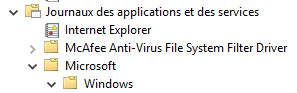 Journaux des applications et des services
Internet Explorer
McAfee Anti-Virus File System Filter Driver
Microsoft
Windows